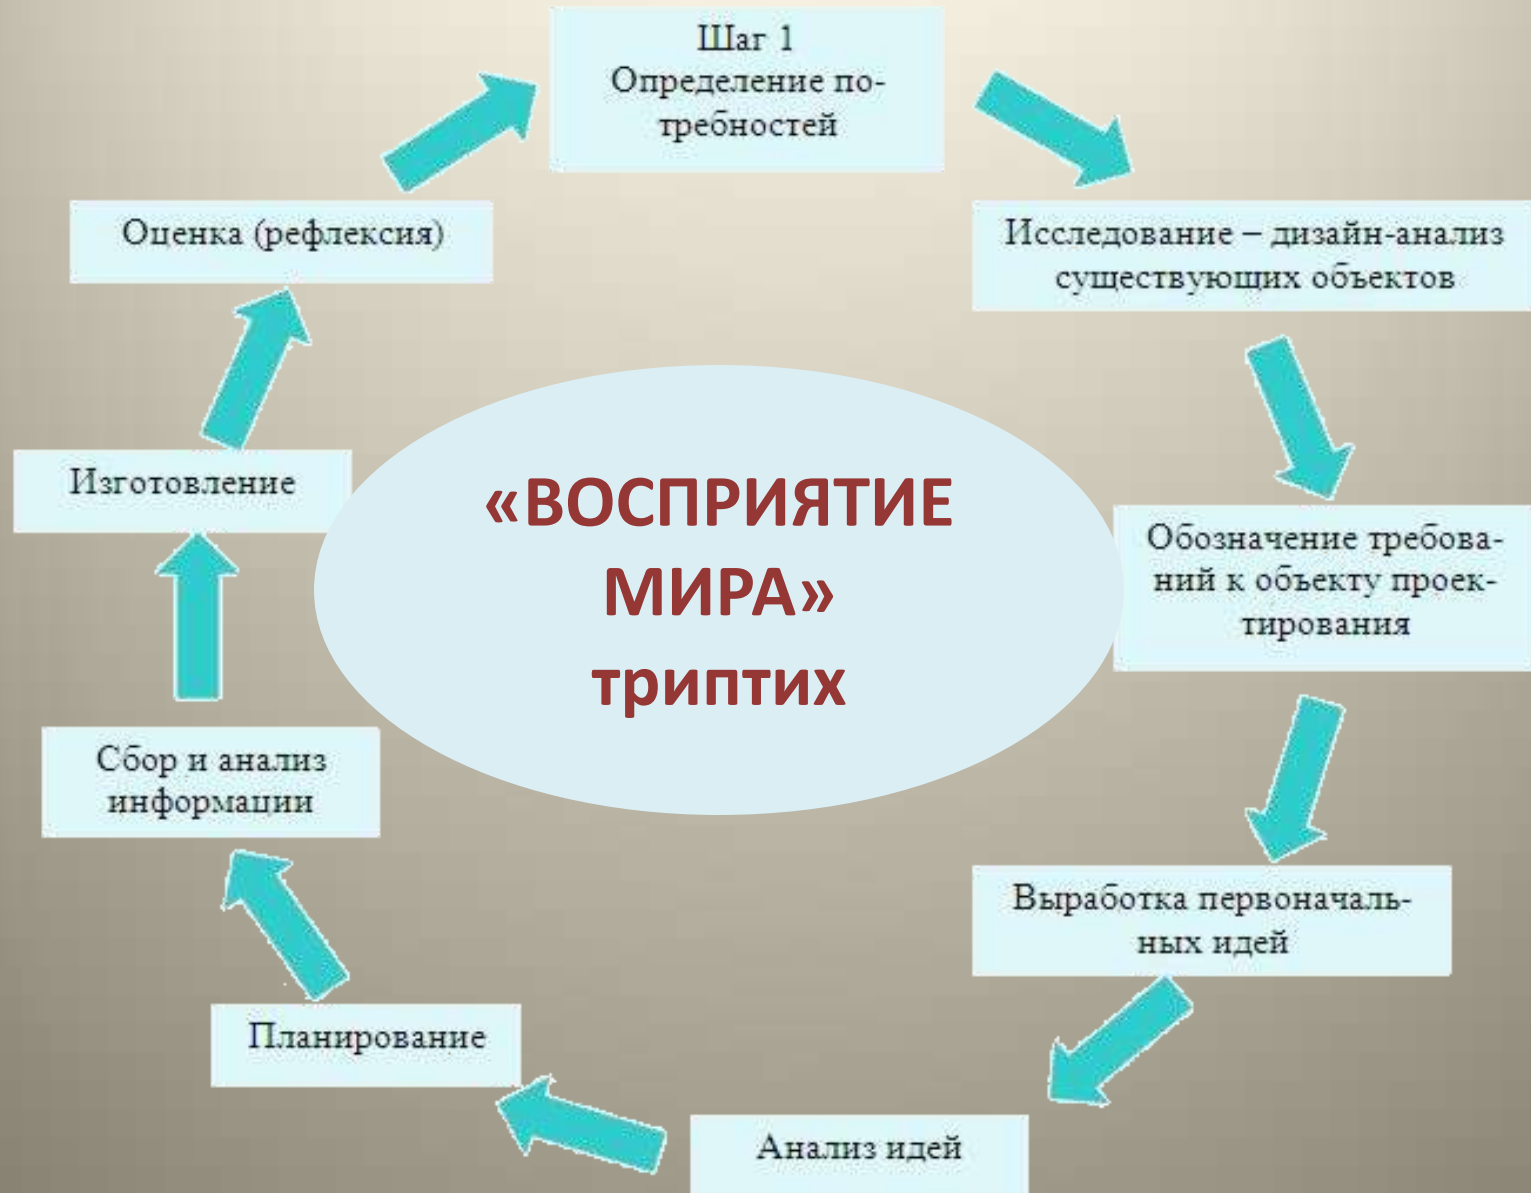 Шаг 1
Определение по-
требностей
Исследование – дизайн-анализ
существующих объектов
Обозначение требова-
ний к объекту проек-
тирования
Выработка первоначаль-
ных идей
Анализ идей
Планирование
Сбор и анализ
информации
Изготовление
Оценка (рефлексия)
«ВОСПРИЯТИЕ
МИРА»
триптих